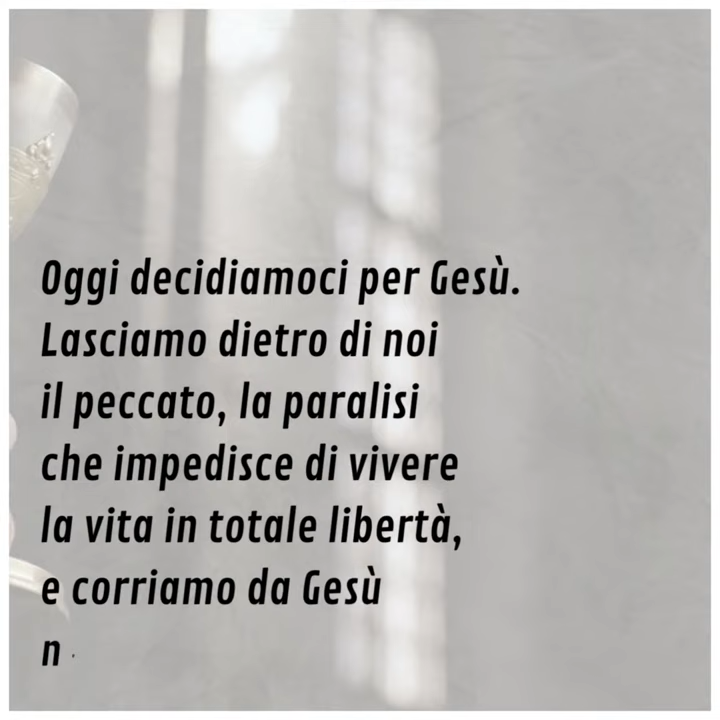 Oggi decidiamoci per Gesù.
Lasciamo dietro di noi
il peccato, la paralisi
che impedisce di vivere
la vita in totale libertà,
e corriamo da Gesù
n